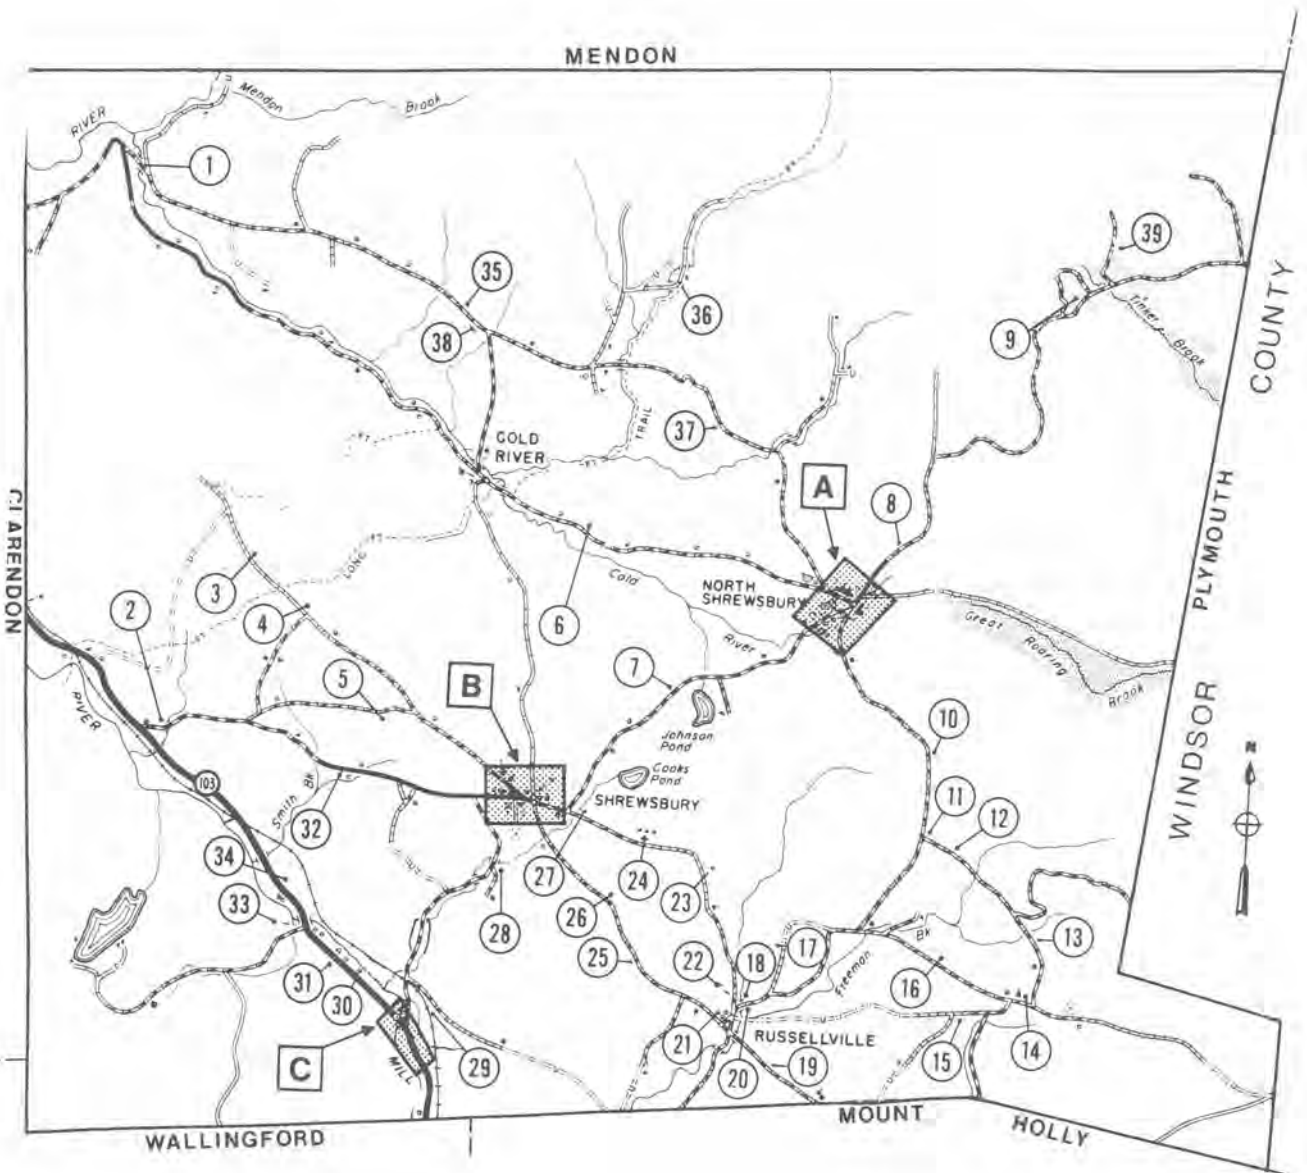 MENDON
RIVER
Mendon
Brook
1
39
35
36
38
9
Tinker
Brook
COUNTY
TRAIL
37
COLD
RIVER
A
8
CLARENDON
PLYMOUTH
LONG
3
2
4
6
Cold
River
NORTH
SHREWSBURY
Great
Roaring
Brook
B
5
7
RIVER
10
WINDSOR
Johnson
Pond
N
103
Smith
Bk
Cooks
Pond
SHREWSBURY
11
12
32
34
27
24
33
28
26
23
17
Bk
13
31
30
25
22
18
Freeman
16
C
MILL
29
21
20
RUSSELLVILLE
19
15
14
WALLINGFORD
MOUNT
HOLLY